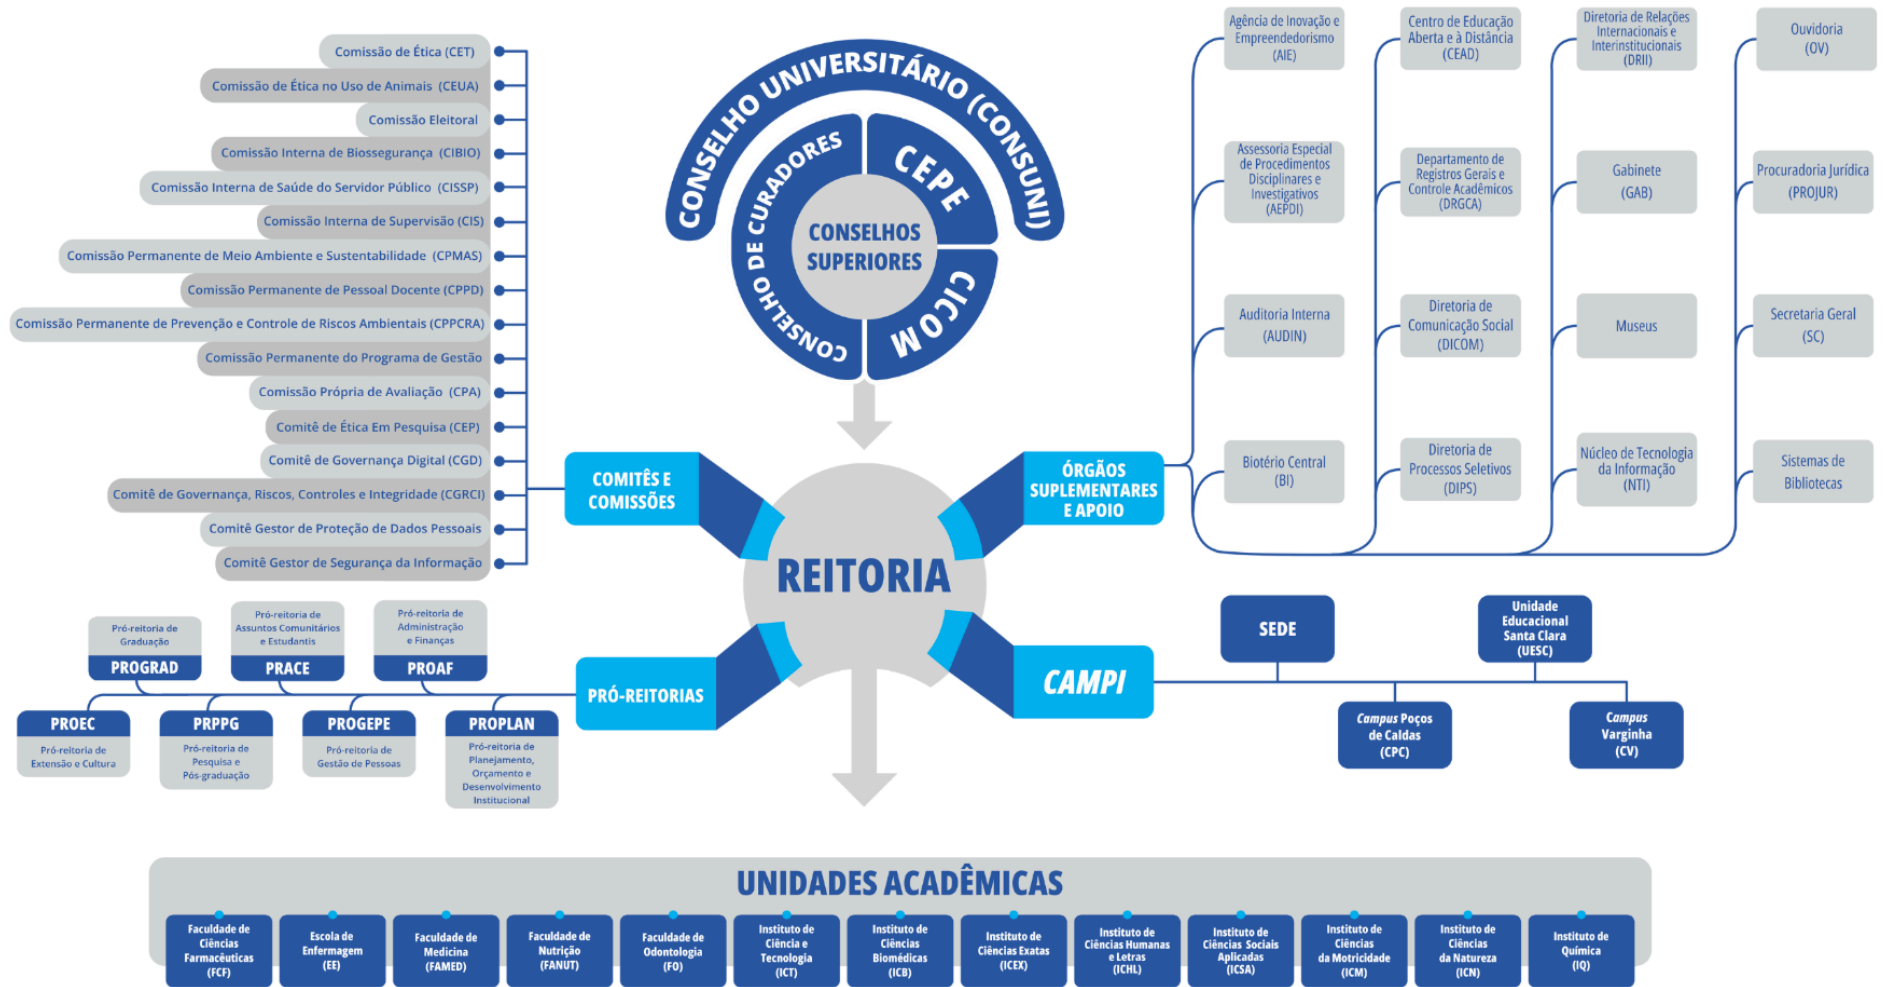 Comissão de Ética (CET)
Comissão de Ética no Uso de Animais (CEUA)
Comissão Eleitoral
Comissão Interna de Biossegurança (CIBIO)
Comissão Interna de Saúde do Servidor Público (CISSP)
Comissão Interna de Supervisão (CIS)
Comissão Permanente de Meio Ambiente e Sustentabilidade (CPMAS)
Comissão Permanente de Pessoal Docente (CPPD)
Comissão Permanente de Prevenção e Controle de Riscos Ambientais (CPPCRA)
Comissão Permanente do Programa de Gestão
Comissão Própria de Avaliação (CPA)
Comitê de Ética Em Pesquisa (CEP)
Comitê de Governança Digital (CGD)
Comitê de Governança, Riscos, Controles e Integridade (CGRCI)
Comitê Gestor de Proteção de Dados Pessoais
Comitê Gestor de Segurança da Informação
COMITÊS E
COMISSÕES
CONSELHO UNIVERSITÁRIO (CONSUNI)
CONSELHO DE CURADORES
CEPE
CICOM
CONSELHOS
SUPERIORES
REITORIA
ÓRGÃOS
SUPLEMENTARES
E APOIO
Agência de Inovação e
Empreendedorismo
(AIE)
Assessoria Especial
de Procedimentos
Disciplinares e
Investigativos
(AEPDI)
Auditoria Interna
(AUDIN)
Biotério Central
(BI)
Centro de Educação
Aberta e à Distância
(CEAD)
Departamento de
Registros Gerais e
Controle Acadêmicos
(DRGCA)
Diretoria de
Comunicação Social
(DICOM)
Diretoria de
Processos Seletivos
(DIPS)
Diretoria de Relações
Internacionais e
Interinstitucionais
(DRII)
Gabinete
(GAB)
Museus
Núcleo de Tecnologia
da Informação
(NTI)
Ouvidoria
(OV)
Procuradoria Jurídica
(PROJUR)
Secretaria Geral
(SC)
Sistemas de
Bibliotecas
PRÓ-REITORIAS
Pró-reitoria de
Graduação
PROGRAD
Pró-reitoria de
Assuntos Comunitários
e Estudantis
PRACE
Pró-reitoria de
Administração
e Finanças
PROAF
PROEC
Pró-reitoria de
Extensão e Cultura
PRPPG
Pró-reitoria de
Pesquisa e
Pós-graduação
PROGEPE
Pró-reitoria de
Gestão de Pessoas
PROPLAN
Pró-reitoria de
Planejamento,
Orçamento e
Desenvolvimento
Institucional
CAMPI
SEDE
Unidade
Educacional
Santa Clara
(UESC)
Campus Poços
de Caldas
(CPC)
Campus
Varginha
(CV)
UNIDADES ACADÊMICAS
Faculdade de
Ciências
Farmacêuticas
(FCF)
Escola de
Enfermagem
(EE)
Faculdade de
Medicina
(FAMED)
Faculdade de
Nutrição
(FANUT)
Faculdade de
Odontologia
(FO)
Instituto de
Ciência e
Tecnologia
(ICT)
Instituto de
Ciências
Biomédicas
(ICB)
Instituto de
Ciências Exatas
(ICEX)
Instituto de
Ciências Humanas
e Letras
(ICHL)
Instituto de
Ciências Sociais
Aplicadas
(ICSA)
Instituto de
Ciências
da Motricidade
(ICM)
Instituto de
Ciências
da Natureza
(ICN)
Instituto de
Química
(IQ)